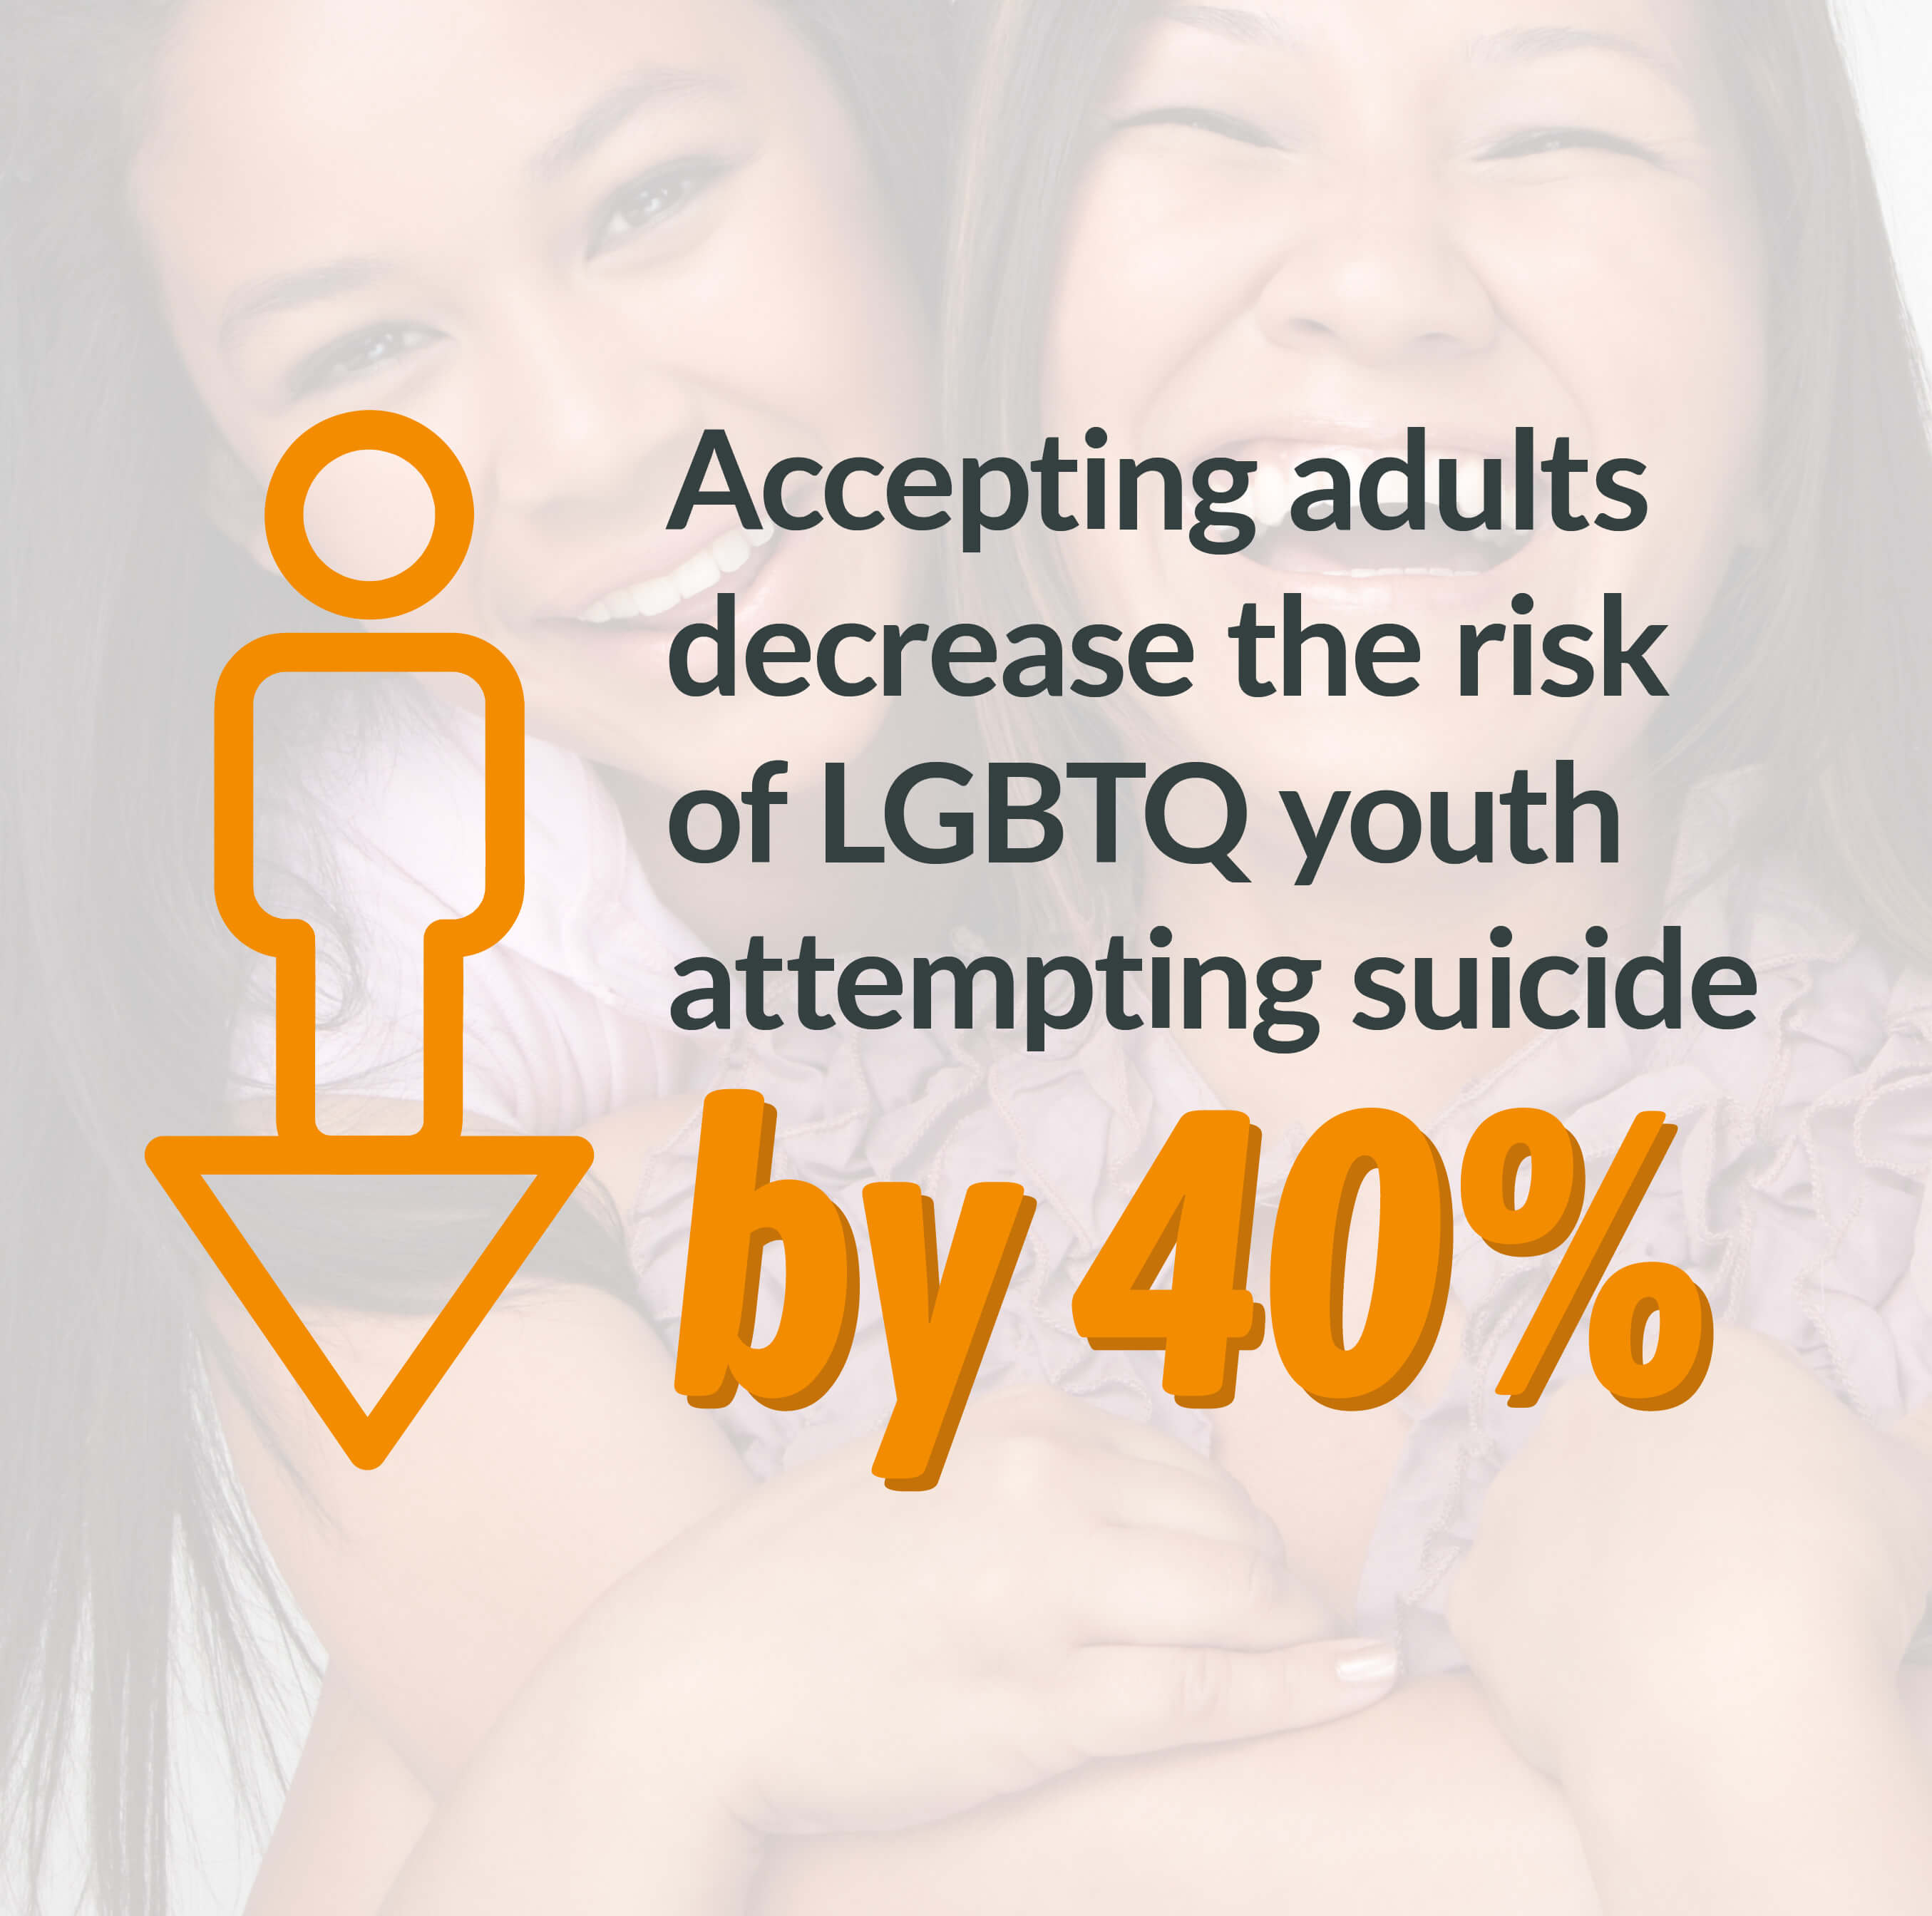 Accepting adults
decrease the risk
of LGBTQ youth
attempting suicide
by 40%